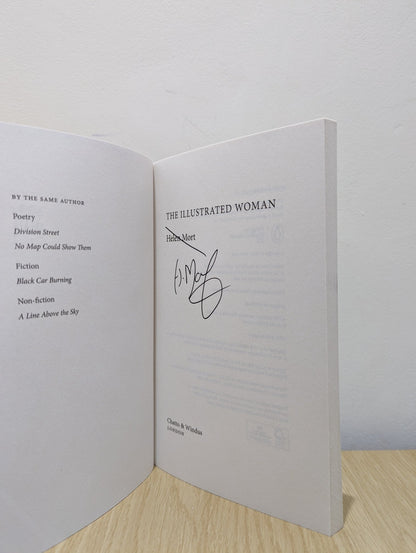 BY THE SAME AUTHOR
Poetry
Division Street
No Map Could Show Them
Fiction
Black Car Burning
Non-fiction
A Line Above the Sky
THE ILLUSTRATED WOMAN
Helen Mort
H. Mort
Chatto & Windus
LONDON